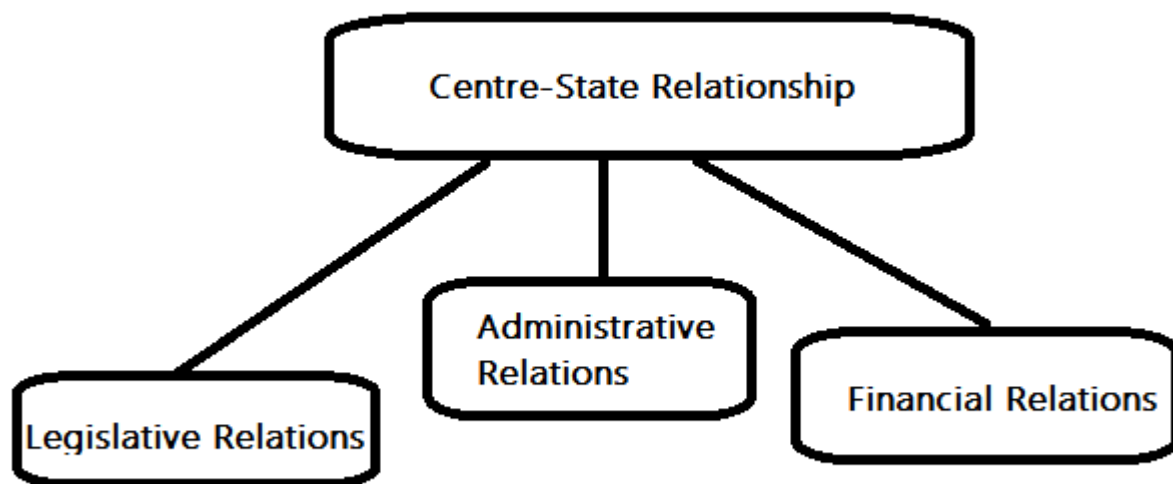 Centre-State Relationship
Administrative
Relations
Financial Relations
Legislative Relations